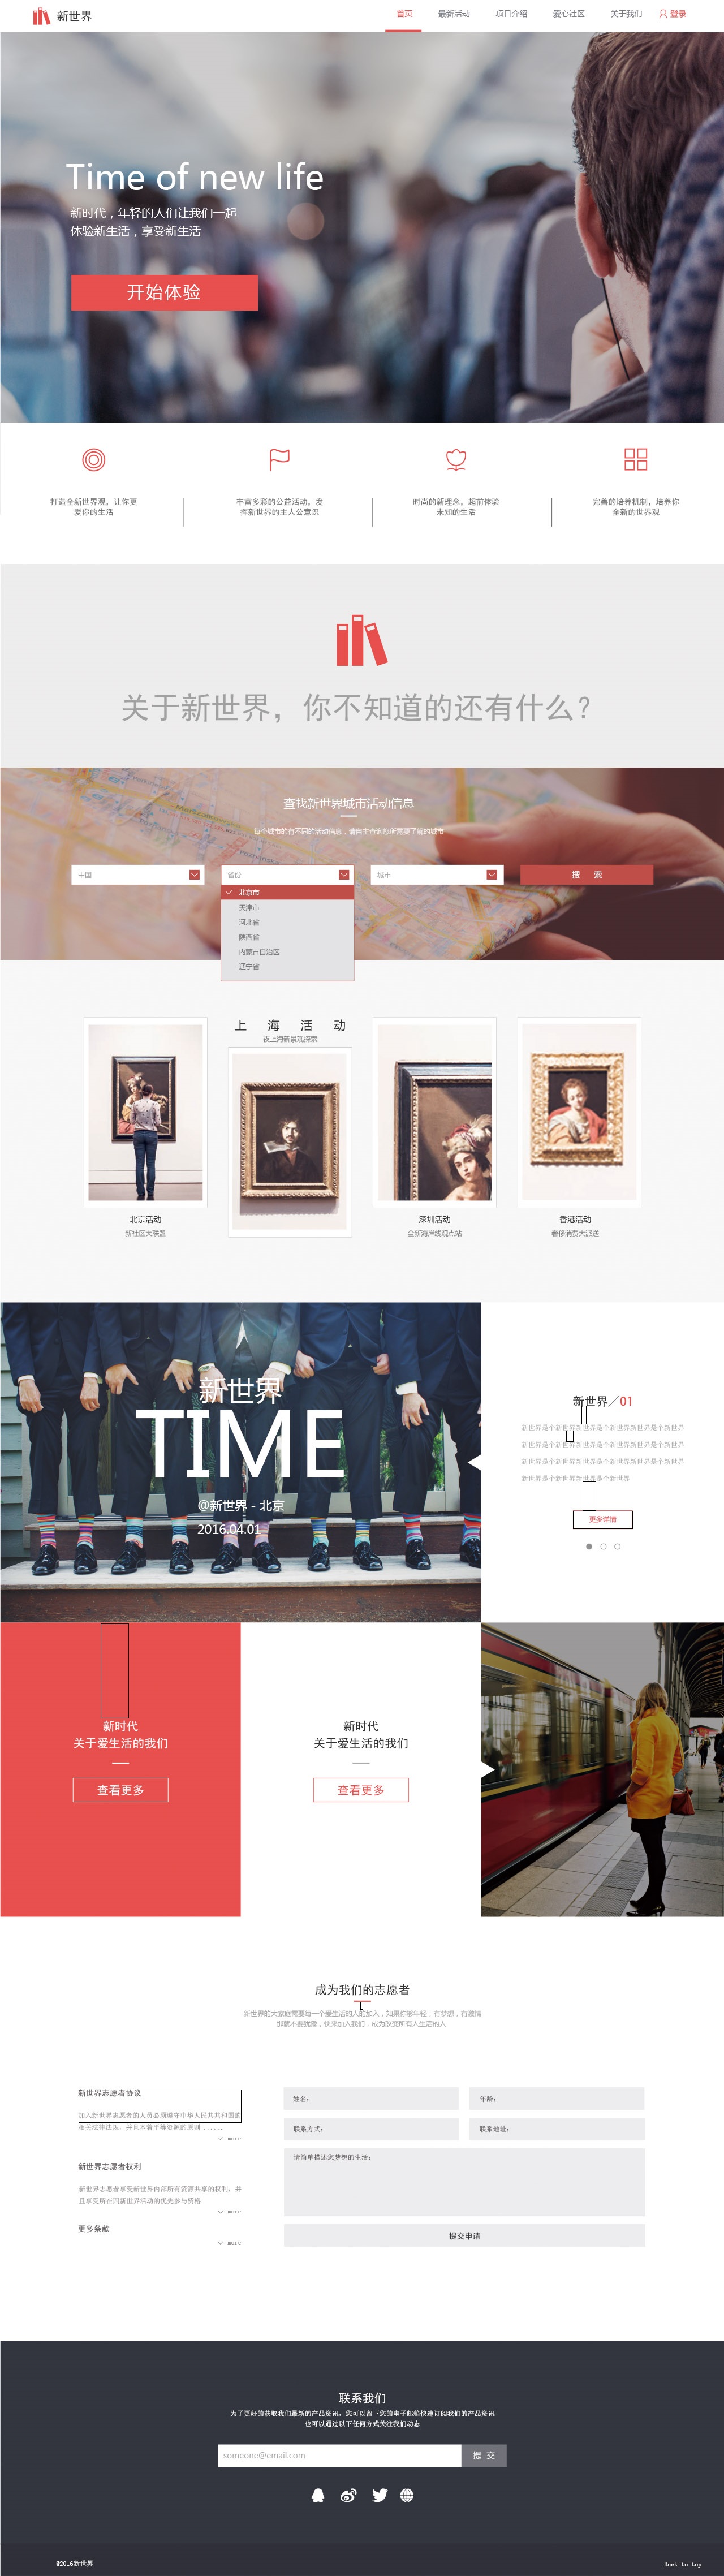 新世界
首页 最新活动 项目介绍 爱心社区 关于我们 登录
Time of new life
新时代，年轻的人们让我们一起
体验新生活，享受新生活
开始体验
打造全新世界观，让你更
爱你的生活
丰富多彩的公益活动，发
挥新世界的主人公意识
时尚的新理念，超前体验
未知的生活
完善的培养机制，培养你
全新的世界观
关于新世界，你不知道的还有什么？
查找新世界城市活动信息
每个城市的有不同的活动信息，请向主查询您所需要了解的城市
中国
省份
城市
搜 索
北京市
天津市
河北省
陕西省
内蒙古自治区
辽宁省
北京活动
新社区大联盟
上 海 活 动
夜上海新景观探索
深圳活动
全新海岸线观点站
香港活动
奢侈消费大派送
新世界
TIME
@新世界 - 北京
2016.04.01
新世界／01
新世界是个新世界新世界是个新世界新世界是个新世界
新世界是个新世界新世界是个新世界新世界是个新世界
新世界是个新世界新世界是个新世界新世界是个新世界
新世界是个新世界新世界是个新世界
更多详情
新时代
关于爱生活的我们
查看更多
新时代
关于爱生活的我们
查看更多
成为我们的志愿者
新世界的大家庭需要每一个爱生活的人的加入，如果你够年轻，有梦想，有激情
那就不要犹豫，快来加入我们，成为改变所有人生活的人
新世界志愿者协议
加入新世界志愿者的人员必须遵守中华人民共共和国的
相关法律法规，并且本着平等资源的原则 ......
more
新世界志愿者权利
新世界志愿者享受新世界内部所有资源共享的权利，并
且享受所在四新世界活动的优先参与资格
more
更多条款
more
姓名：
年龄：
联系方式：
联系地址：
请简单描述您梦想的生活：
提交申请
联系我们
为了更好的获取我们最新的产品资讯，您可以留下您的电子邮箱快速订阅我们的产品资讯
也可以通过以下任何方式关注我们动态
someone@email.com
提 交
@2016新世界
Back to top